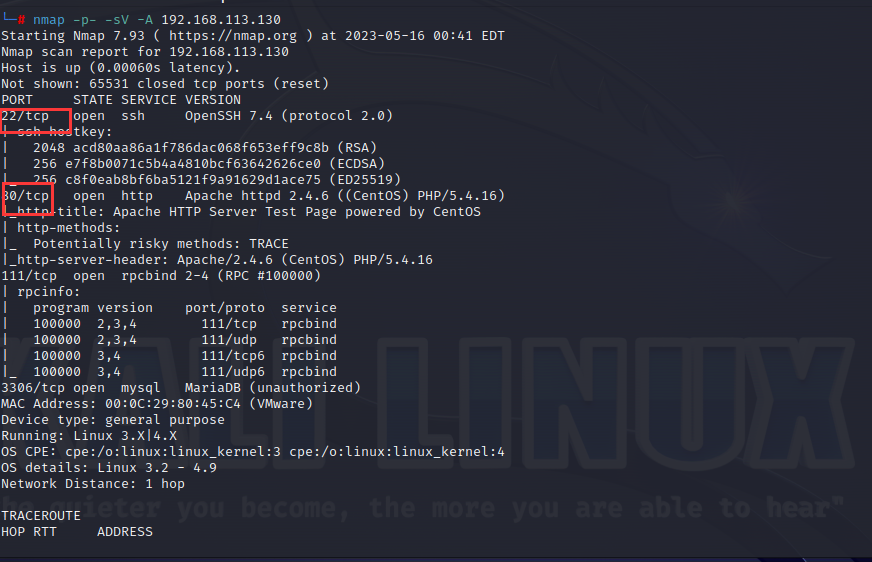 └─# nmap -p- -sV -A 192.168.113.130
Starting Nmap 7.93 ( https://nmap.org ) at 2023-05-16 00:41 EDT
Nmap scan report for 192.168.113.130
Host is up (0.00060s latency).
Not shown: 65531 closed tcp ports (reset)
PORT     STATE SERVICE VERSION
22/tcp   open  ssh     OpenSSH 7.4 (protocol 2.0)
| ssh-hostkey:
|   2048 acd80aa86a1f786dac068f653eff9c8b (RSA)
|   256 e7f8b0071c5b4a4810bcf63642626ce0 (ECDSA)
|_  256 c8f0eab8bf6ba5121f9a91629d1ace75 (ED25519)
80/tcp   open  http    Apache httpd 2.4.6 ((CentOS) PHP/5.4.16)
|_http-title: Apache HTTP Server Test Page powered by CentOS
| http-methods:
|_  Potentially risky methods: TRACE
|_http-server-header: Apache/2.4.6 (CentOS) PHP/5.4.16
111/tcp  open  rpcbind 2-4 (RPC #100000)
| rpcinfo:
|   program version    port/proto  service
|   100000  2,3,4        111/tcp   rpcbind
|   100000  2,3,4        111/udp   rpcbind
|   100000  3,4          111/tcp6  rpcbind
|_  100000  3,4          111/udp6  rpcbind
3306/tcp open  mysql   MariaDB (unauthorized)
MAC Address: 00:0C:29:80:45:C4 (VMware)
Device type: general purpose
Running: Linux 3.X|4.X
OS CPE: cpe:/o:linux:linux_kernel:3 cpe:/o:linux:linux_kernel:4
OS details: Linux 3.2 - 4.9
Network Distance: 1 hop
TRACEROUTE
HOP RTT     ADDRESS
KALI LINUX
he quieter you become, the more you are able to hear"